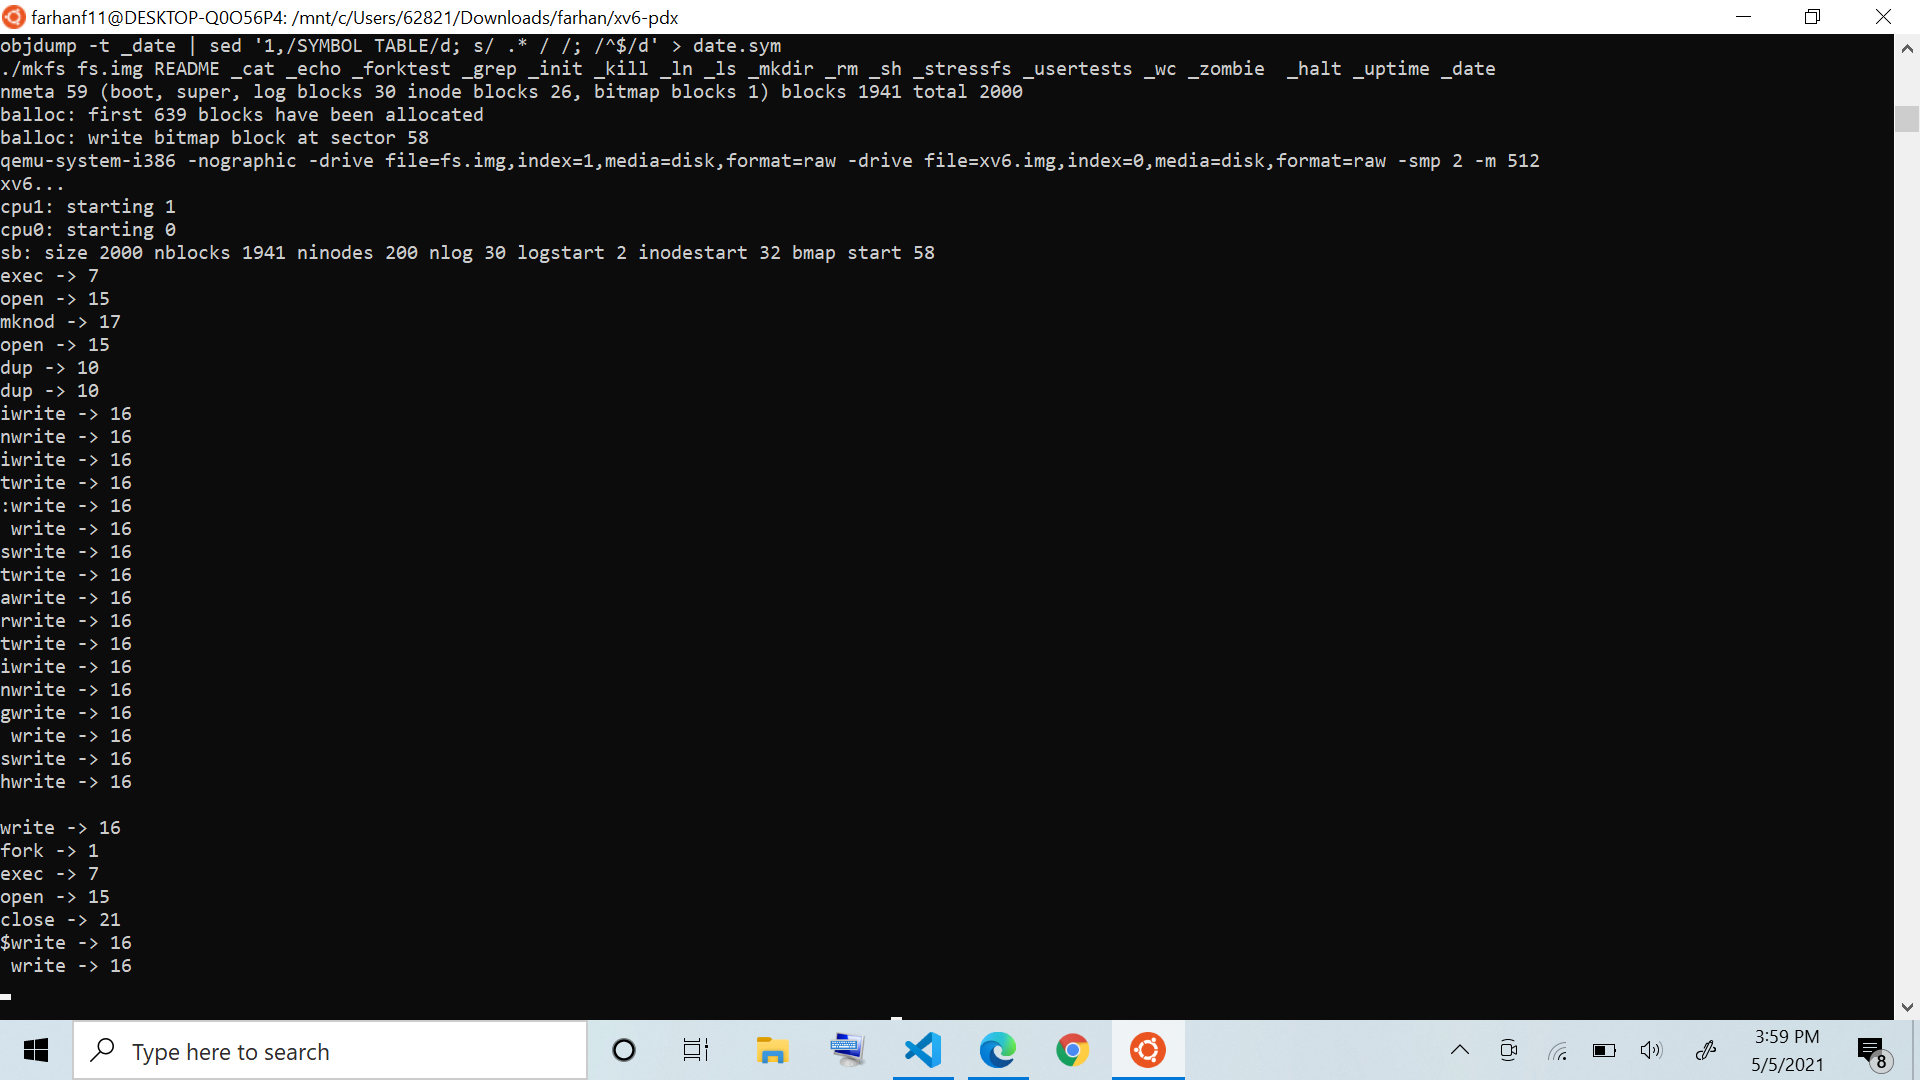 farhanf11@DESKTOP-Q0O56P4: /mnt/c/Users/62821/Downloads/farhan/xv6-pdx
objdump -t _date | sed '1,/SYMBOL TABLE/d; s/ .* / /; /^$/d' > date.sym
./mkfs fs.img README _cat _echo _forktest _grep _init _kill _ln _ls _mkdir _rm _sh _stressfs _usertests _wc _zombie  _halt _uptime _date
nmeta 59 (boot, super, log blocks 30 inode blocks 26, bitmap blocks 1) blocks 1941 total 2000
balloc: first 639 blocks have been allocated
balloc: write bitmap block at sector 58
qemu-system-i386 -nographic -drive file=fs.img,index=1,media=disk,format=raw -drive file=xv6.img,index=0,media=disk,format=raw -smp 2 -m 512
xv6...
cpu1: starting 1
cpu0: starting 0
sb: size 2000 nblocks 1941 ninodes 200 nlog 30 logstart 2 inodestart 32 bmap start 58
exec -> 7
open -> 15
mknod -> 17
open -> 15
dup -> 10
dup -> 10
iwrite -> 16
nwrite -> 16
iwrite -> 16
twrite -> 16
:write -> 16
 write -> 16
swrite -> 16
twrite -> 16
awrite -> 16
rwrite -> 16
twrite -> 16
iwrite -> 16
nwrite -> 16
gwrite -> 16
 write -> 16
swrite -> 16
hwrite -> 16

write -> 16
fork -> 1
exec -> 7
open -> 15
close -> 21
$write -> 16
 write -> 16
Type here to search
3:59 PM
5/5/2021
8